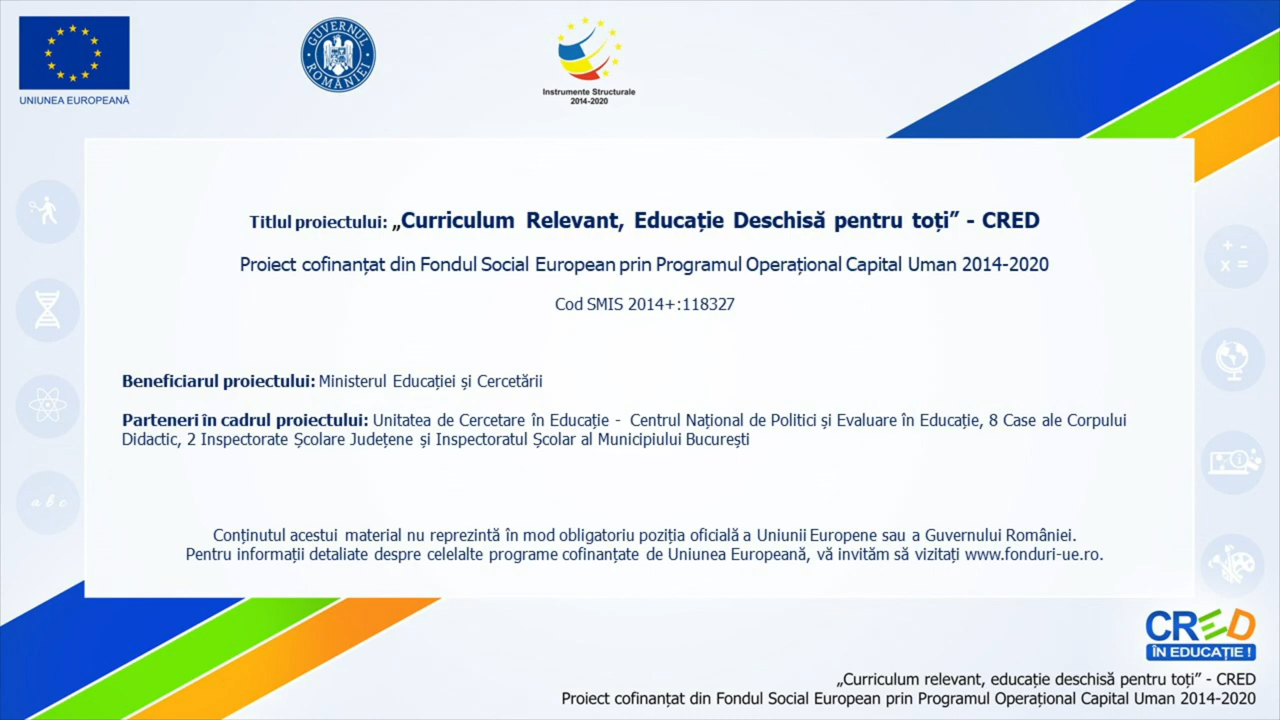 UNIUNEA EUROPEANĂ
GUVERNUL ROMÂNIEI
Instrumente Structurale
2014-2020
Titlul proiectului: „Curriculum Relevant, Educație Deschisă pentru toți” - CRED
Proiect cofinanțat din Fondul Social European prin Programul Operațional Capital Uman 2014-2020
Cod SMIS 2014+:118327
+ -
x =
Beneficiarul proiectului: Ministerul Educației și Cercetării
Parteneri în cadrul proiectului: Unitatea de Cercetare în Educație - Centrul Național de Politici și Evaluare în Educație, 8 Case ale Corpului
Didactic, 2 Inspectorate Școlare Județene și Inspectoratul Școlar al Municipiului București
a b c
Conținutul acestui material nu reprezintă în mod obligatoriu poziția oficială a Uniunii Europene sau a Guvernului României.
Pentru informații detaliate despre celelalte programe cofinanțate de Uniunea Europeană, vă invităm să vizitați www.fonduri-ue.ro.
CRED
ÎN EDUCAȚIE !
„Curriculum relevant, educație deschisă pentru toți” - CRED
Proiect cofinanțat din Fondul Social European prin Programul Operațional Capital Uman 2014-2020